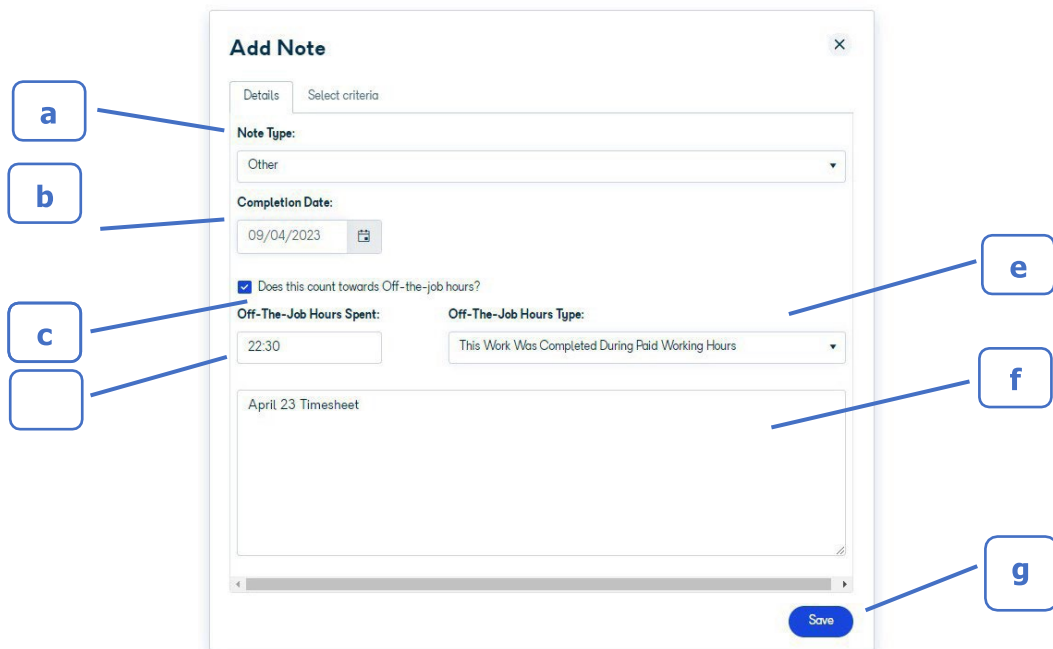 Add Note
Details Select criteria
a
Note Type:
Other
b
Completion Date:
09/04/2023
e
Does this count towards Off-the-job hours?
c
Off-The-Job Hours Spent: Off-The-Job Hours Type:
22:30 This Work Was Completed During Paid Working Hours
f
April 23 Timesheet
g
Save